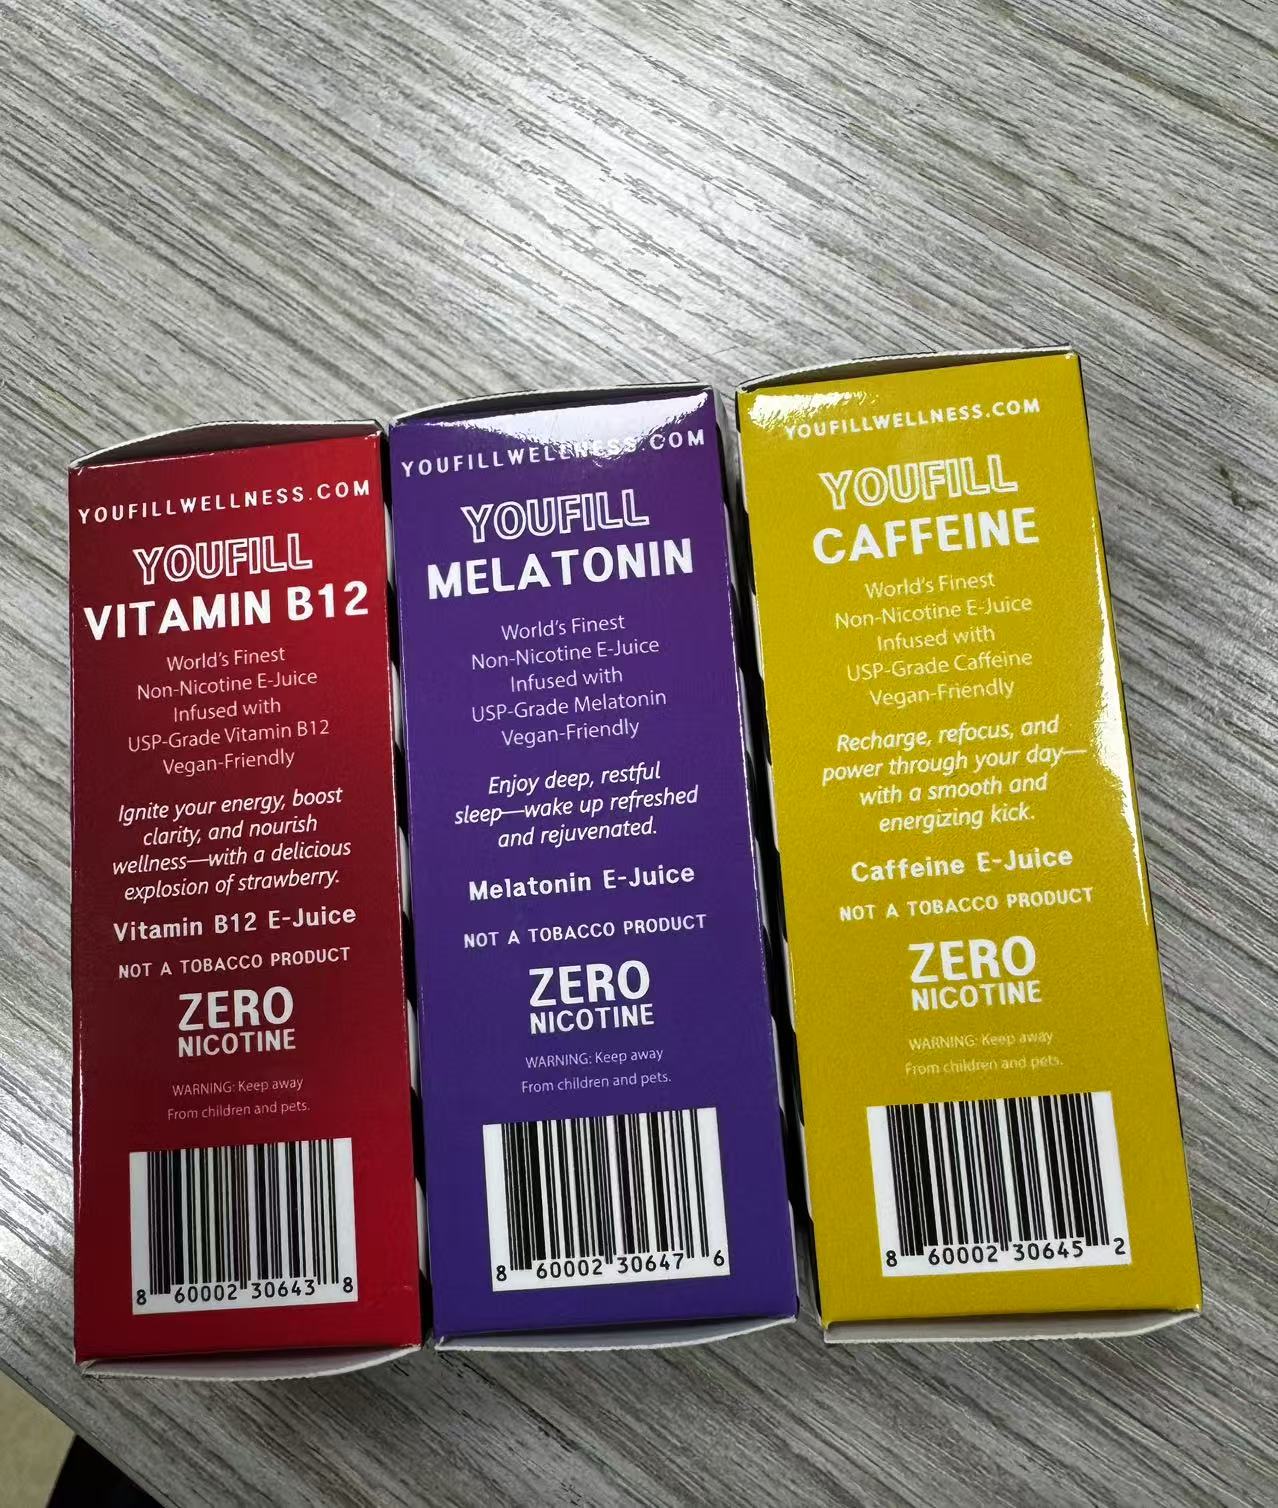 YOUFILLWELLNESS.COM
YOUFILL
VITAMIN B12
World's Finest
Non-Nicotine E-Juice
Infused with
USP-Grade Vitamin B12
Vegan-Friendly
Ignite your energy, boost
clarity, and nourish
wellness—with a delicious
explosion of strawberry.
Vitamin B12 E-Juice
NOT A TOBACCO PRODUCT
ZERO
NICOTINE
WARNING: Keep away
From children and pets.
8 60002 30643 8
YOUFILLWELLNESS.COM
YOUFILL
MELATONIN
World's Finest
Non-Nicotine E-Juice
Infused with
USP-Grade Melatonin
Vegan-Friendly
Enjoy deep, restful
sleep—wake up refreshed
and rejuvenated.
Melatonin E-Juice
NOT A TOBACCO PRODUCT
ZERO
NICOTINE
WARNING: Keep away
From children and pets.
8 60002 30647 6
YOUFILLWELLNESS.COM
YOUFILL
CAFFEINE
World's Finest
Non-Nicotine E-Juice
Infused with
USP-Grade Caffeine
Vegan-Friendly
Recharge, refocus, and
power through your day—
with a smooth and
energizing kick.
Caffeine E-Juice
NOT A TOBACCO PRODUCT
ZERO
NICOTINE
WARNING: Keep away
From children and pets.
8 60002 30645 2